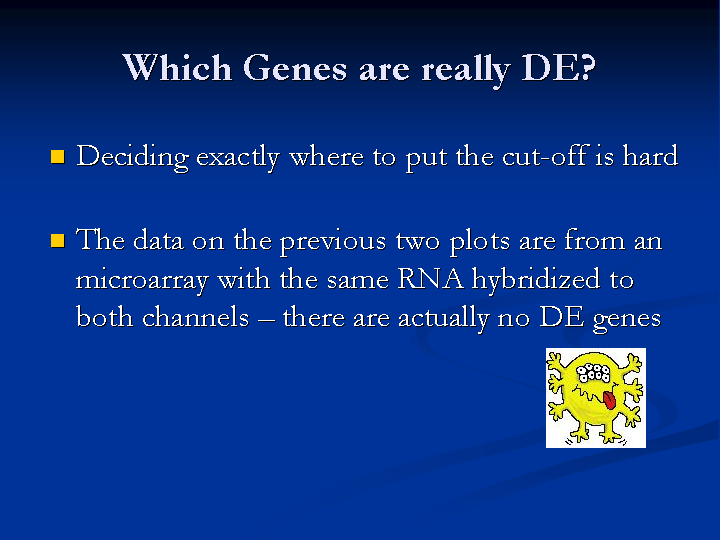 Which Genes are really DE?
Deciding exactly where to put the cut-off is hard
The data on the previous two plots are from an
microarray with the same RNA hybridized to
both channels – there are actually no DE genes